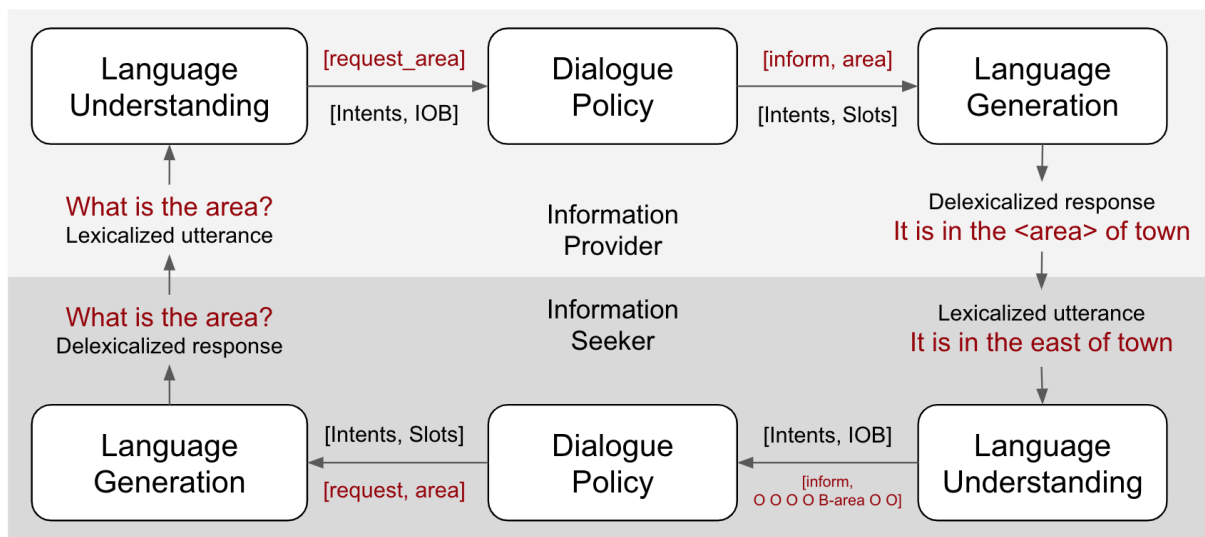 Language
Understanding
[request_area]
[Intents, IOB]
Dialogue
Policy
[inform, area]
[Intents, Slots]
Language
Generation
What is the area?
Lexicalized utterance
Information
Provider
Delexicalized response
It is in the <area> of town
What is the area?
Delexicalized response
Information
Seeker
Lexicalized utterance
It is in the east of town
Language
Generation
[Intents, Slots]
[request, area]
Dialogue
Policy
[Intents, IOB]
[inform,
O O O O B-area O O]
Language
Understanding